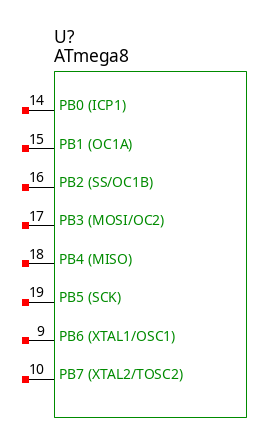 U?
ATmega8
14 PB0 (ICP1)
15 PB1 (OC1A)
16 PB2 (SS/OC1B)
17 PB3 (MOSI/OC2)
18 PB4 (MISO)
19 PB5 (SCK)
9 PB6 (XTAL1/OSC1)
10 PB7 (XTAL2/TOSC2)